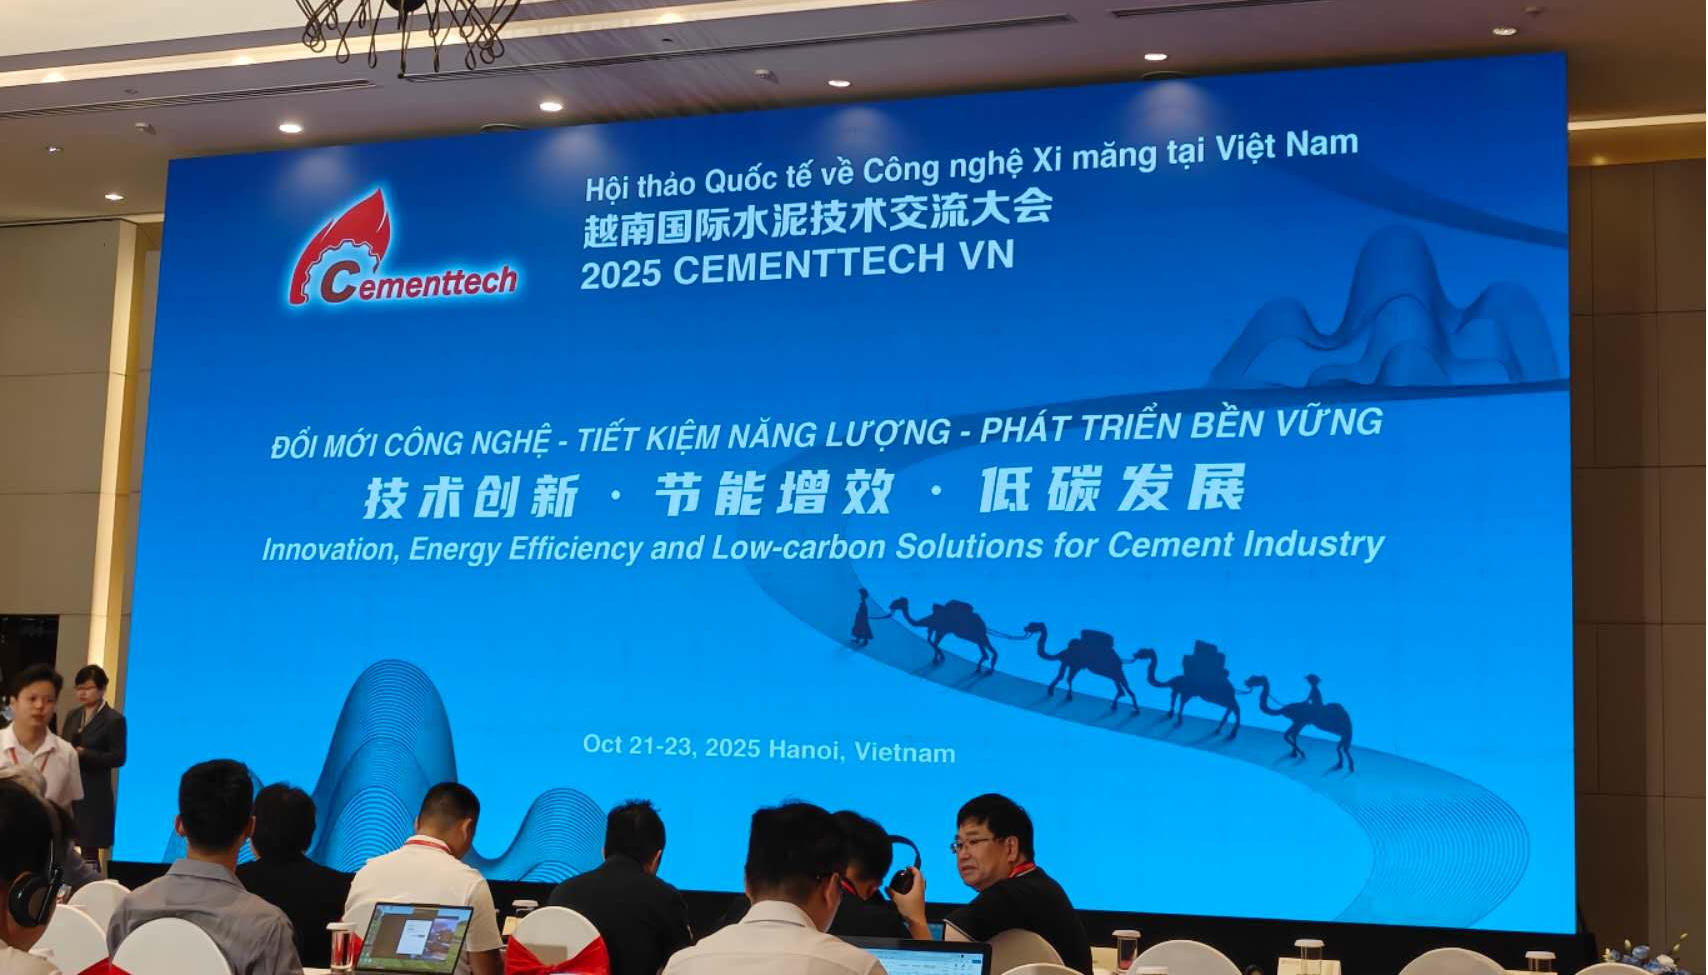 Cementtech
Hội thảo Quốc tế về Công nghệ Xi măng tại Việt Nam
越南国际水泥技术交流大会
2025 CEMENTTECH VN
ĐỔI MỚI CÔNG NGHỆ - TIẾT KIỆM NĂNG LƯỢNG - PHÁT TRIỂN BỀN VỮNG
技术创新 · 节能增效 · 低碳发展
Innovation, Energy Efficiency and Low-carbon Solutions for Cement Industry
Oct 21-23, 2025 Hanoi, Vietnam